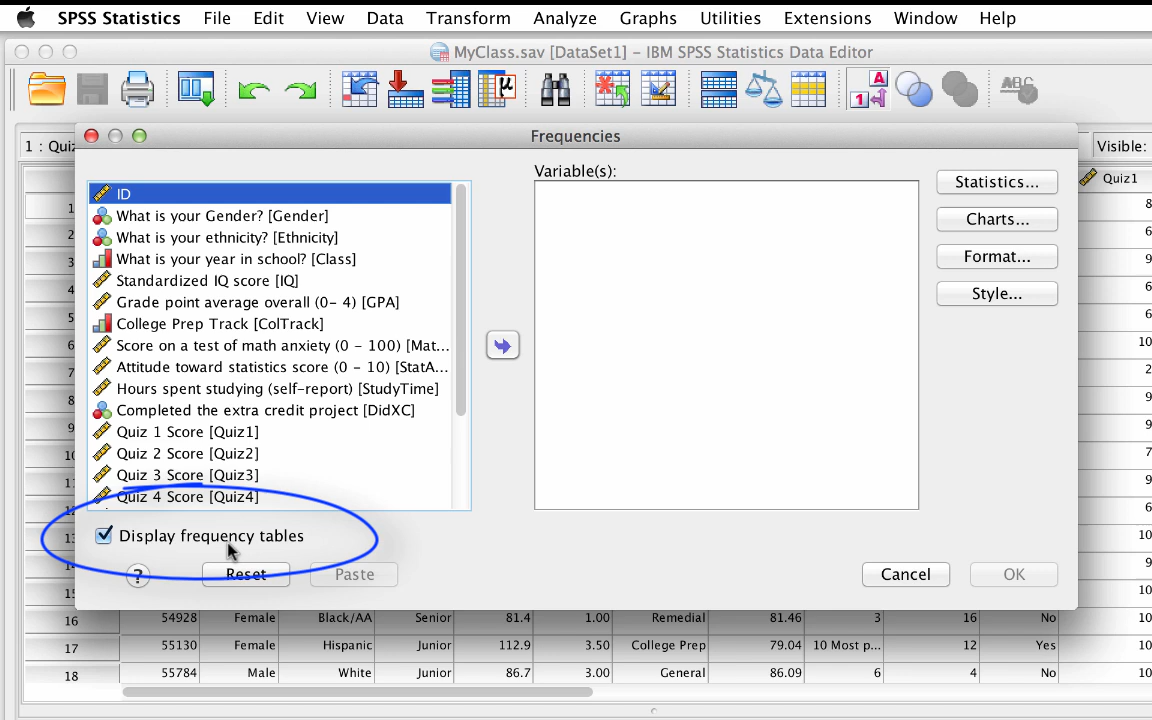 SPSS Statistics File Edit View Data Transform Analyze Graphs Utilities Extensions Window Help
MyClass.sav [DataSet1] – IBM SPSS Statistics Data Editor
Frequencies
1 : Quiz
Visible:
Variable(s):
Quiz1
ID
What is your Gender? [Gender]
What is your ethnicity? [Ethnicity]
What is your year in school? [Class]
Standardized IQ score [IQ]
Grade point average overall (0- 4) [GPA]
College Prep Track [ColTrack]
Score on a test of math anxiety (0 – 100) [Mat...
Attitude toward statistics score (0 – 10) [StatA...
Hours spent studying (self-report) [StudyTime]
Completed the extra credit project [DidXC]
Quiz 1 Score [Quiz1]
Quiz 2 Score [Quiz2]
Quiz 3 Score [Quiz3]
Quiz 4 Score [Quiz4]
Statistics...
Charts...
Format...
Style...
Display frequency tables
? Reset Paste Cancel OK
16 54928 Female Black/AA Senior 81.4 1.00 Remedial 81.46 3 16 No 10
17 55130 Female Hispanic Junior 112.9 3.50 College Prep 79.04 10 Most p... 12 Yes 10
18 55784 Male White Junior 86.7 3.00 General 86.09 6 4 No 10